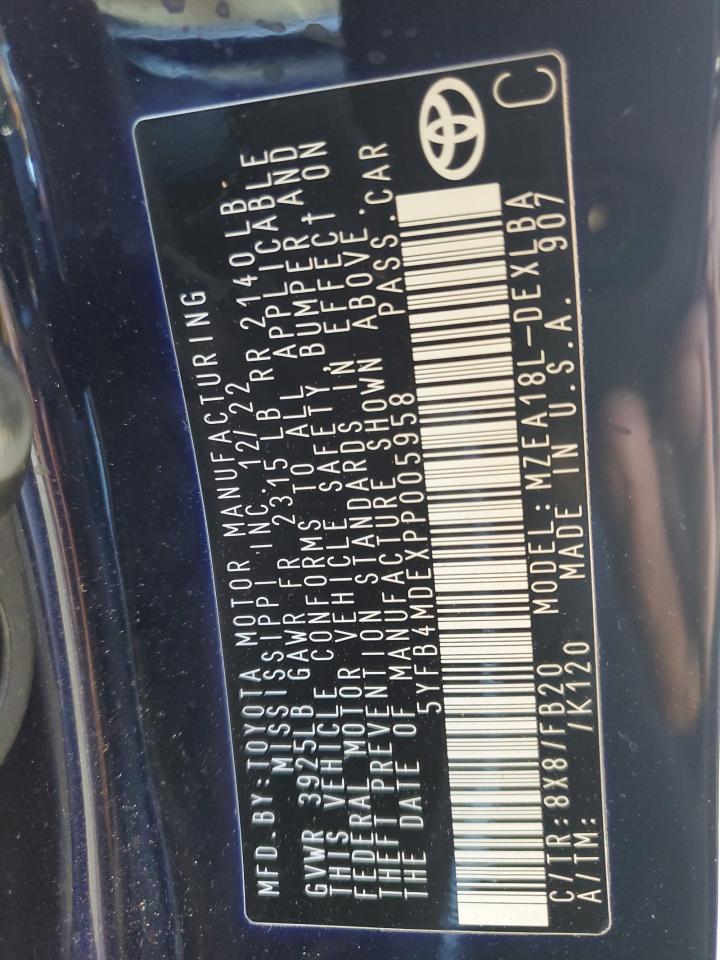 MFD.BY:TOYOTA MOTOR MANUFACTURING
MISSISSIPPI INC.12/22
GVWR 3925LB GAWR FR 2315 LB RR 2140LB
THIS VEHICLE CONFORMS TO ALL APPLICABLE
FEDERAL MOTOR VEHICLE SAFETY, BUMPER AND
THEFT PREVENTION STANDARDS IN EFFECT ON
THE DATE OF MANUFACTURE SHOWN ABOVE.
5YFB4MDEXPP005958 PASS.CAR
C/TR:8X8/FB20 MODEL:MZEA18L-DEXLBA
A/TM: /K120 MADE IN U.S.A. 907
C